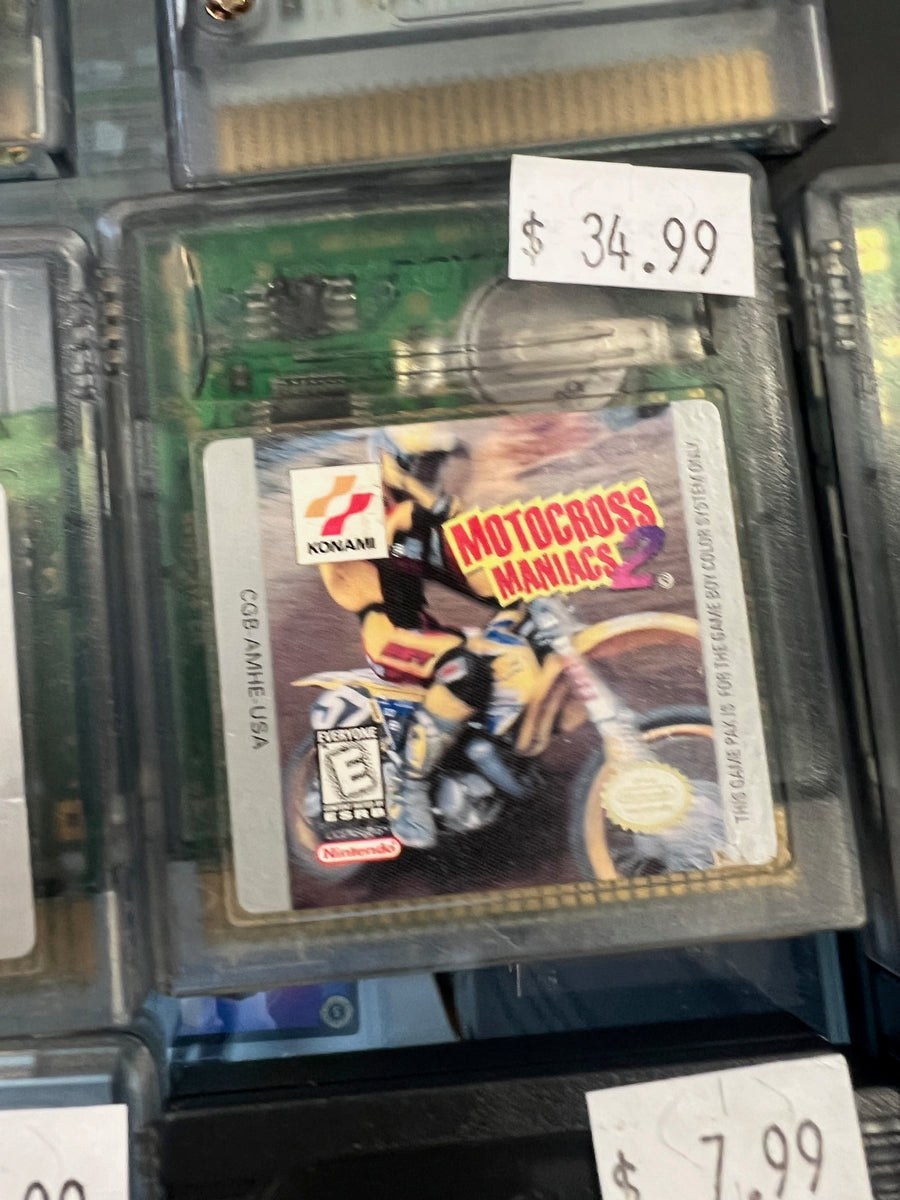 $ 34.99
KONAMI
MOTOCROSS
MANIACS 2
CGB-AMHE-USA
THIS GAME PAK IS FOR THE GAME BOY COLOR SYSTEM ONLY
EVERYONE
E
ESRB
Nintendo
$ 7.99
99